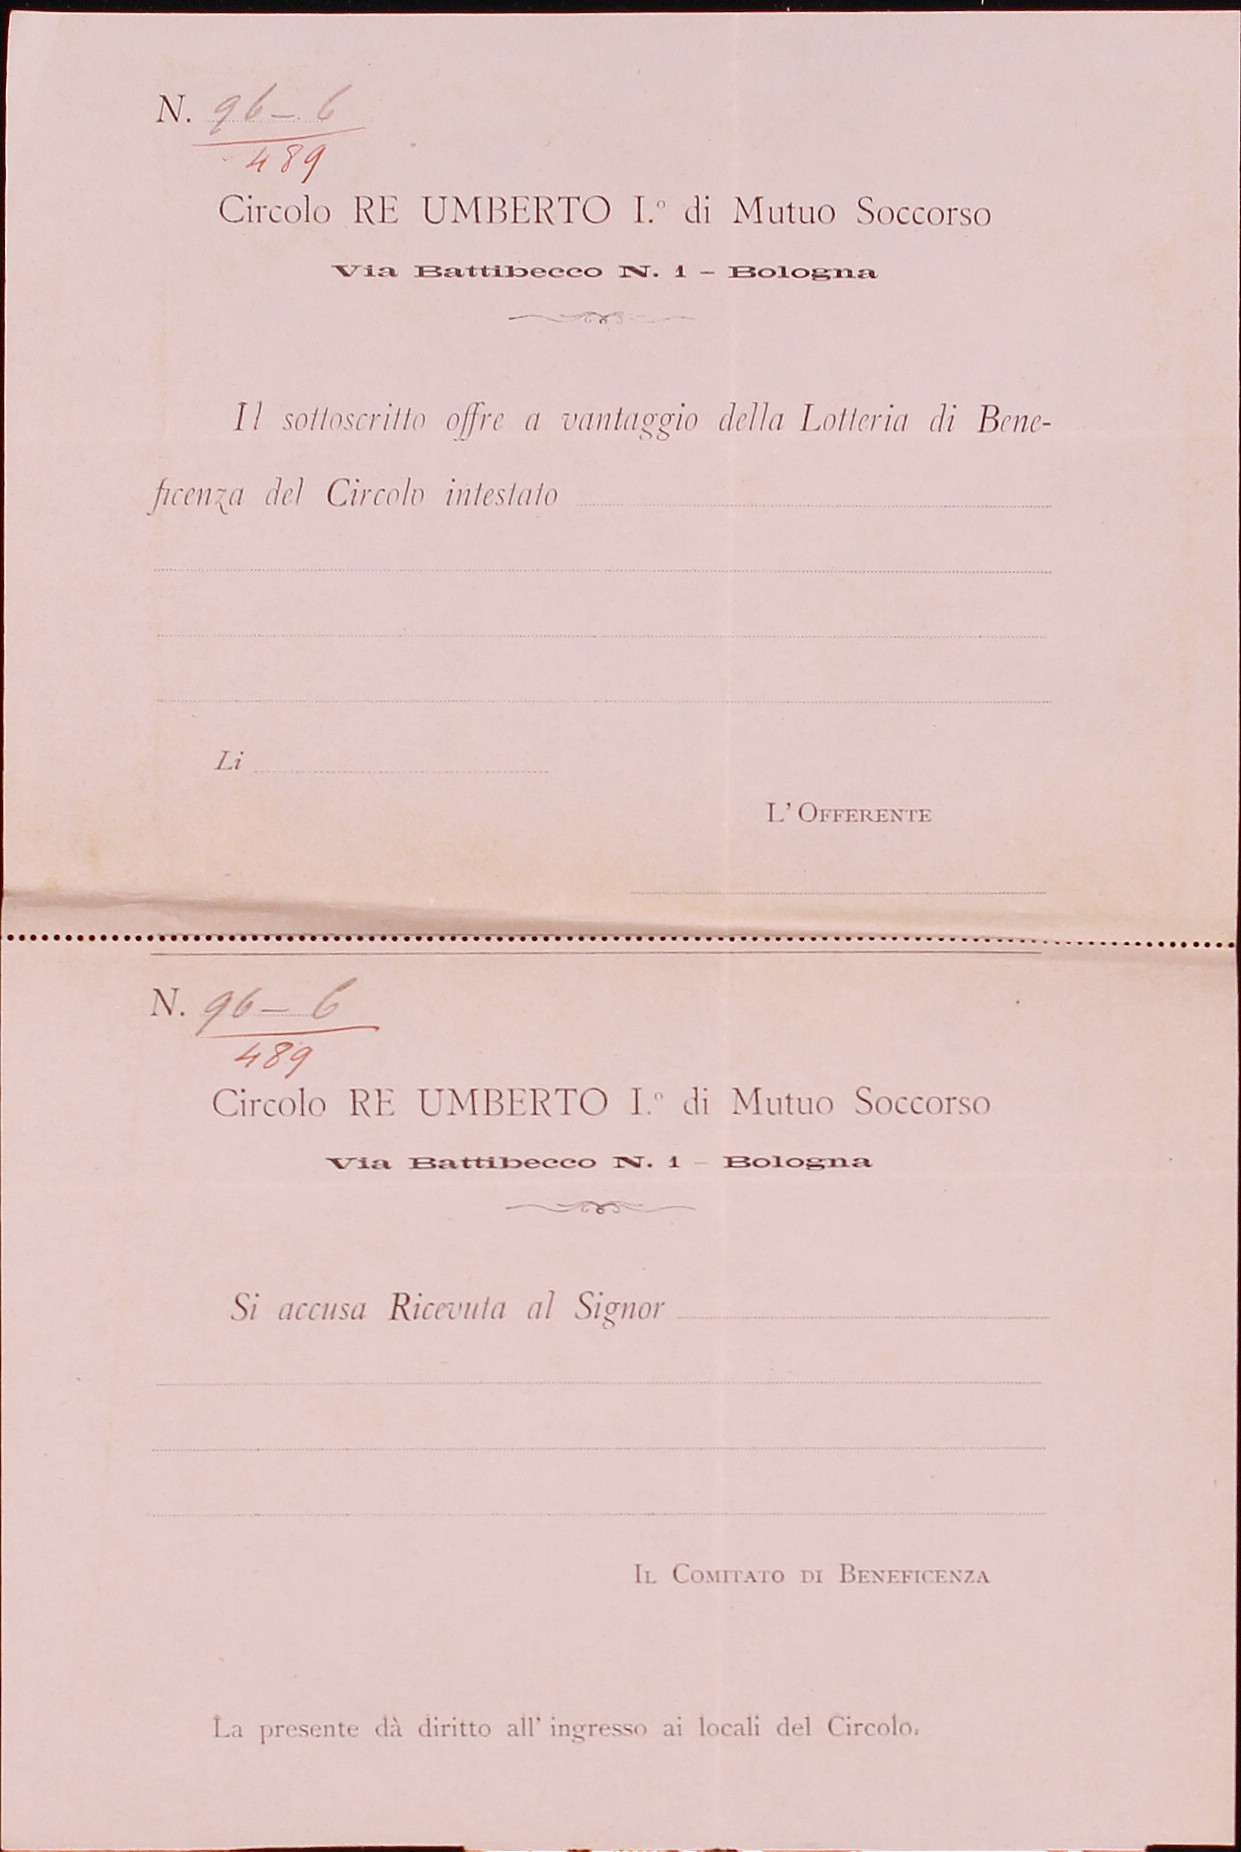 N. 96 – 6
489
Circolo RE UMBERTO I.º di Mutuo Soccorso
Via Battibecco N. 1 – Bologna
Il sottoscritto offre a vantaggio della Lotteria di Bene-
ficenza del Circolo intestato
Li
L' OFFERENTE
N. 96 – 6
489
Circolo RE UMBERTO I.º di Mutuo Soccorso
Via Battibecco N. 1 – Bologna
Si accusa Ricevuta al Signor
IL COMITATO DI BENEFICENZA
La presente dà diritto all' ingresso ai locali del Circolo.